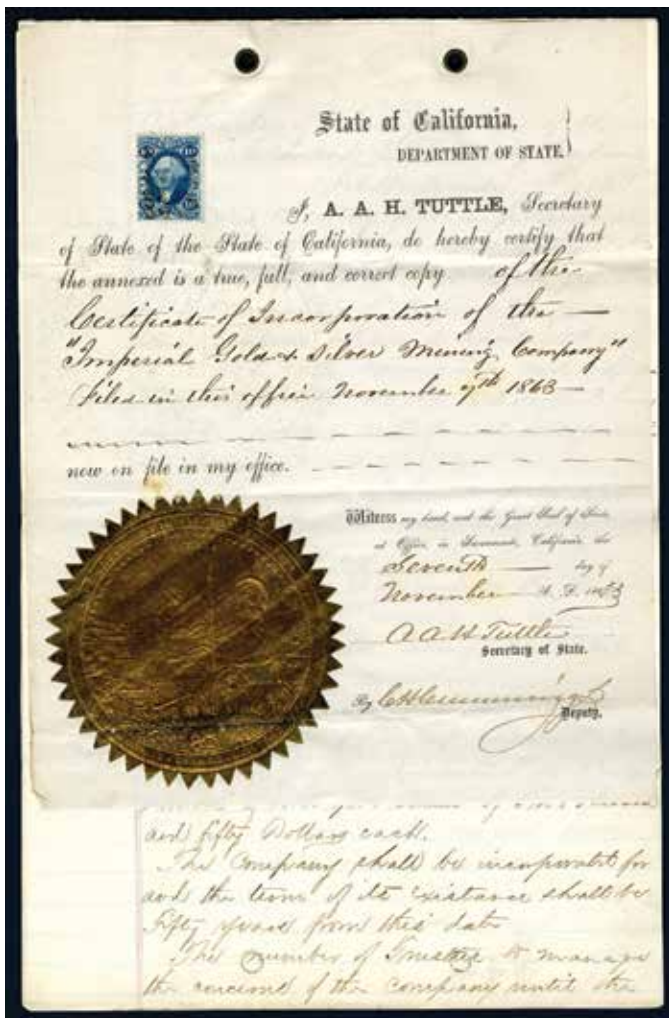 State of California,
DEPARTMENT OF STATE.
I, A. A. H. TUTTLE, Secretary
of State of the State of California, do hereby certify that
the annexed is a true, full, and correct copy of the
Certificate of Incorporation of the
"Imperial Gold & Silver Mining Company"
Filed in this office November 7th 1863
now on file in my office.
Witness my hand, and the Great Seal of State,
at Office, in Sacramento, California, the
Seventh day of
November A. D. 1863
A A H Tuttle
Secretary of State.
By
Deputy.
and fifty Dollars each.
The Company shall be incorporated for
and the term of its existance shall be
Fifty years from this date
The number of Trustees to manage
the concerns of the Company until the